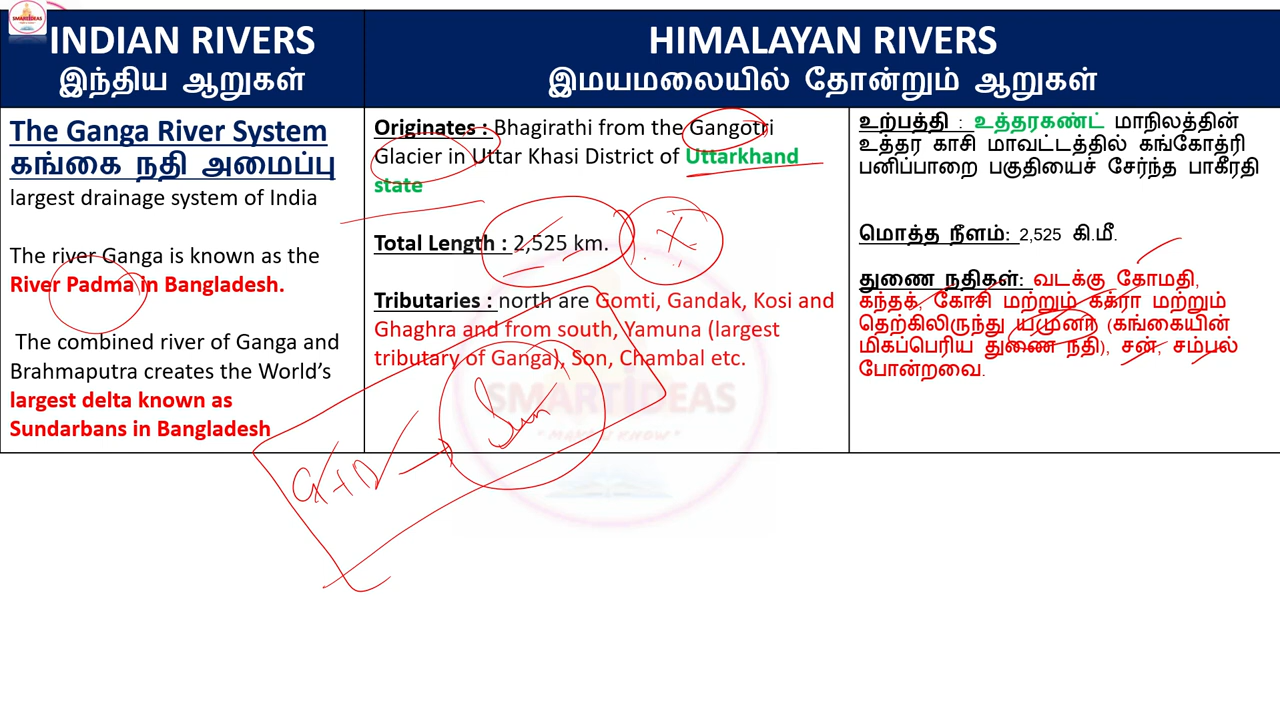 SMART IDEAS
INDIAN RIVERS
இந்திய ஆறுகள்
HIMALAYAN RIVERS
இமயமலையில் தோன்றும் ஆறுகள்
The Ganga River System
கங்கை நதி அமைப்பு
largest drainage system of India
The river Ganga is known as the
River Padma in Bangladesh.
The combined river of Ganga and
Brahmaputra creates the World's
largest delta known as
Sundarbans in Bangladesh
Originates : Bhagirathi from the Gangotri
Glacier in Uttar Khasi District of Uttarkhand
state
Total Length : 2,525 km.
Tributaries : north are Gomti, Gandak, Kosi and
Ghaghra and from south, Yamuna (largest
tributary of Ganga), Son, Chambal etc.
உற்பத்தி : உத்தரகண்ட் மாநிலத்தின்
உத்தர காசி மாவட்டத்தில் கங்கோத்ரி
பனிப்பாறை பகுதியைச் சேர்ந்த பாகீரதி
மொத்த நீளம்: 2,525 கி.மீ.
துணை நதிகள்: வடக்கு கோமதி,
கந்தக், கோசி மற்றும் கக்ரா மற்றும்
தெற்கிலிருந்து யமுனா (கங்கையின்
மிகப்பெரிய துணை நதி), சன், சம்பல்
போன்றவை.
SMART IDEAS